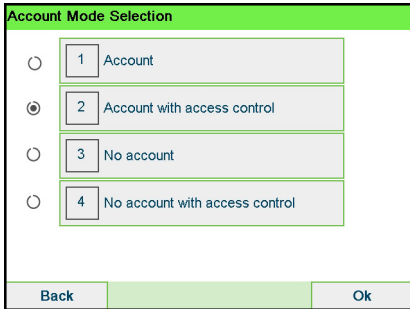 Account Mode Selection
1 Account
2 Account with access control
3 No account
4 No account with access control
Back Ok